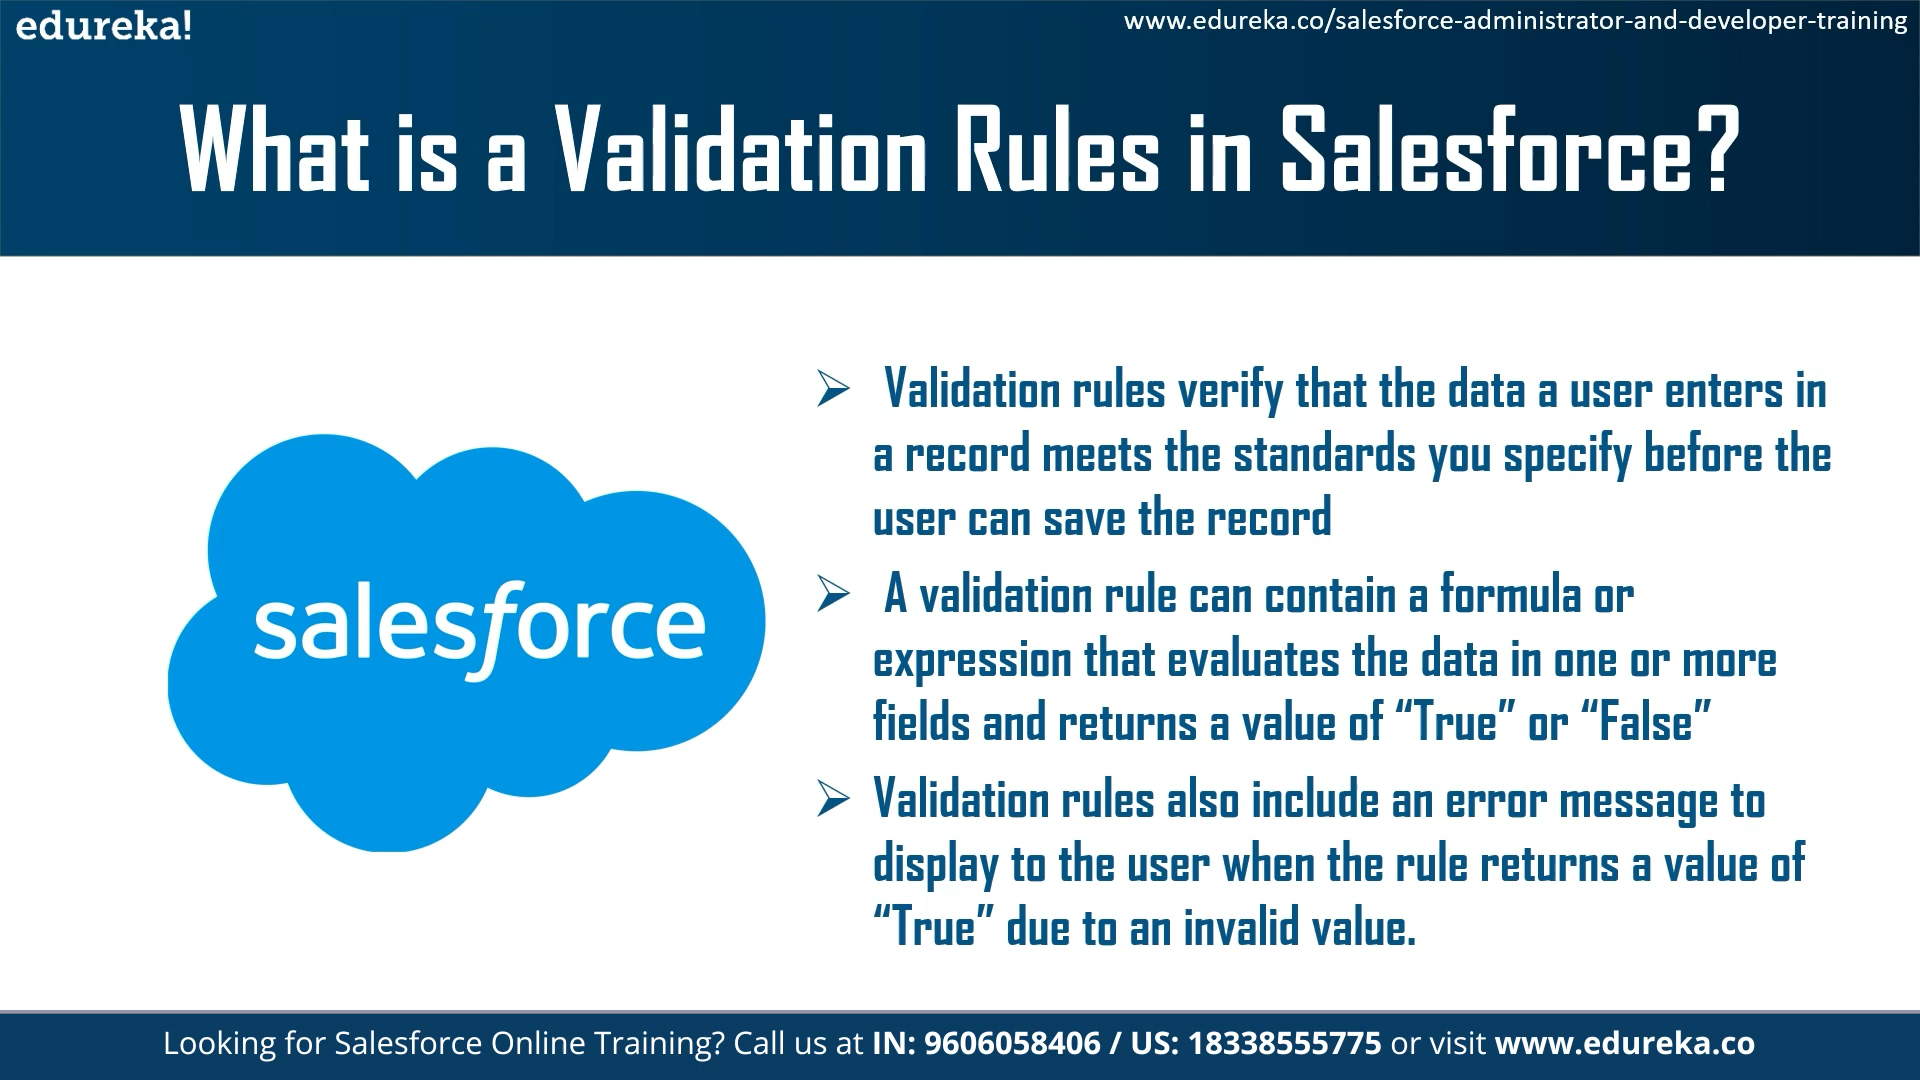 edureka!
www.edureka.co/salesforce-administrator-and-developer-training
What is a Validation Rules in Salesforce?
salesforce
Validation rules verify that the data a user enters in
a record meets the standards you specify before the
user can save the record
A validation rule can contain a formula or
expression that evaluates the data in one or more
fields and returns a value of “True” or “False”
Validation rules also include an error message to
display to the user when the rule returns a value of
“True” due to an invalid value.
Looking for Salesforce Online Training? Call us at IN: 9606058406 / US: 18338555775 or visit www.edureka.co